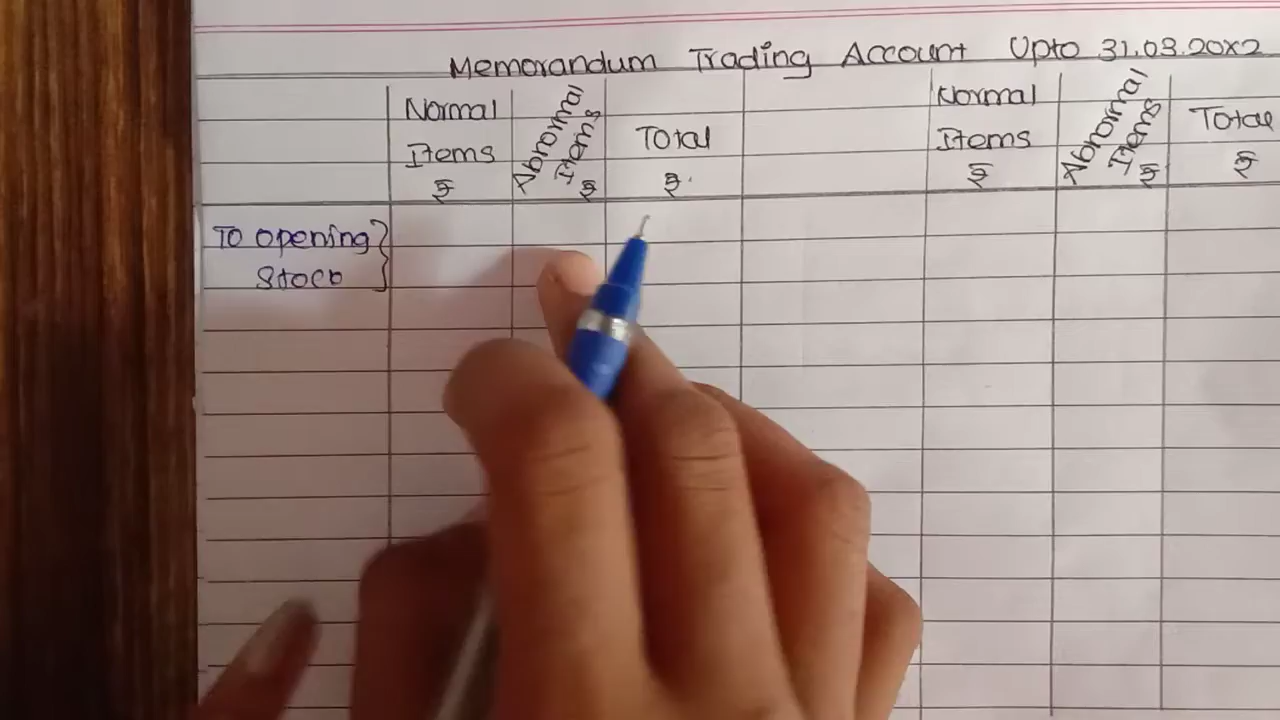 Memorandum Trading Account Upto 31.03.20X2
Normal Items ₹
Abnormal Items ₹
Total ₹
Normal Items ₹
Abnormal Items ₹
Total ₹
To opening
Stock